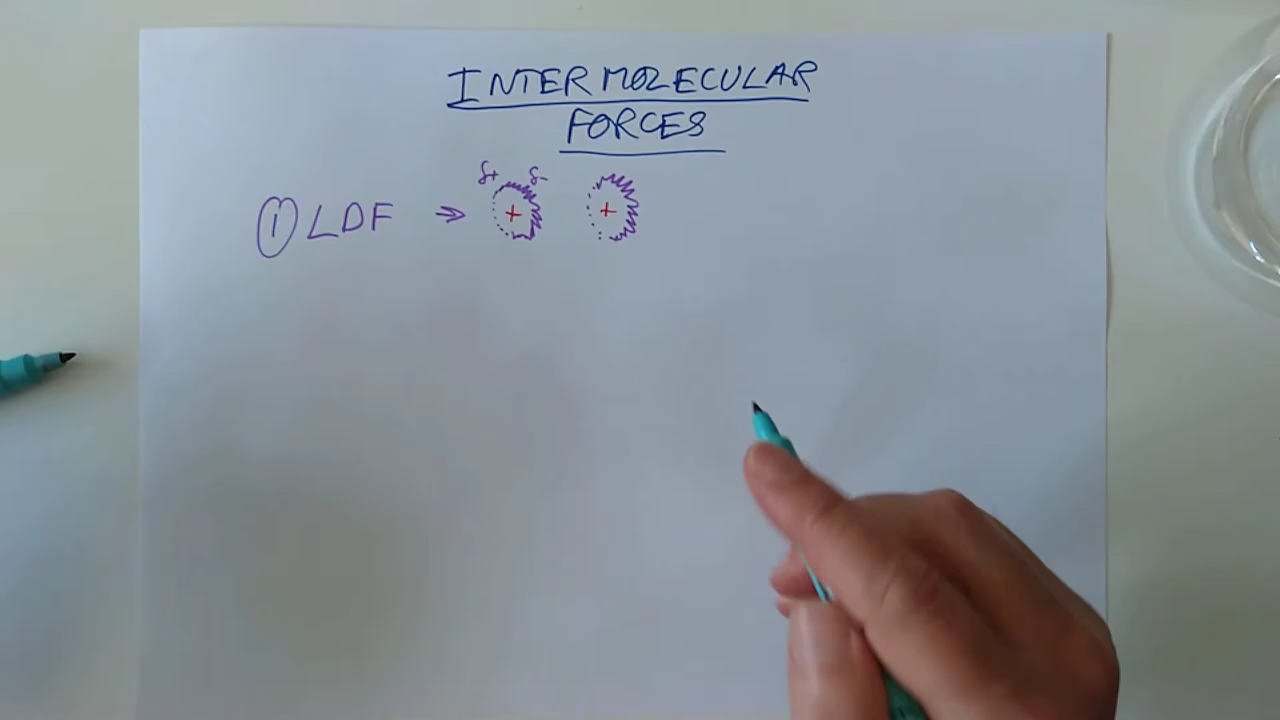 INTERMOLECULAR
FORCES
δ+ δ-
① LDF ⇒ + +